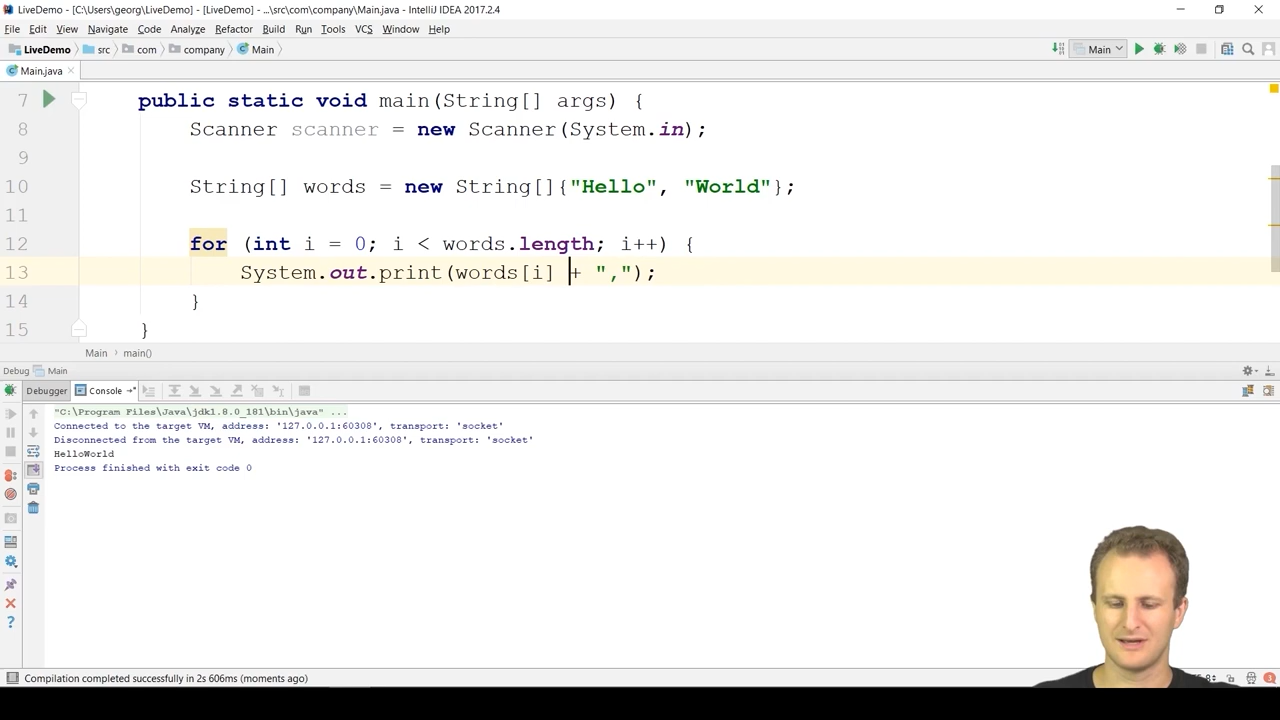 LiveDemo - [C:\Users\georg\LiveDemo] - [LiveDemo] - ...\src\com\company\Main.java - IntelliJ IDEA 2017.2.4
File Edit View Navigate Code Analyze Refactor Build Run Tools VCS Window Help
LiveDemo src com company Main Main
Main.java
7 public static void main(String[] args) {
8 Scanner scanner = new Scanner(System.in);
9
10 String[] words = new String[]{"Hello", "World"};
11
12 for (int i = 0; i < words.length; i++) {
13 System.out.print(words[i] + ",");
14 }
15 }
Main main()
Debug Main
Debugger Console
"C:\Program Files\Java\jdk1.8.0_181\bin\java" ...
Connected to the target VM, address: '127.0.0.1:60308', transport: 'socket'
Disconnected from the target VM, address: '127.0.0.1:60308', transport: 'socket'
HelloWorld
Process finished with exit code 0
Compilation completed successfully in 2s 606ms (moments ago)